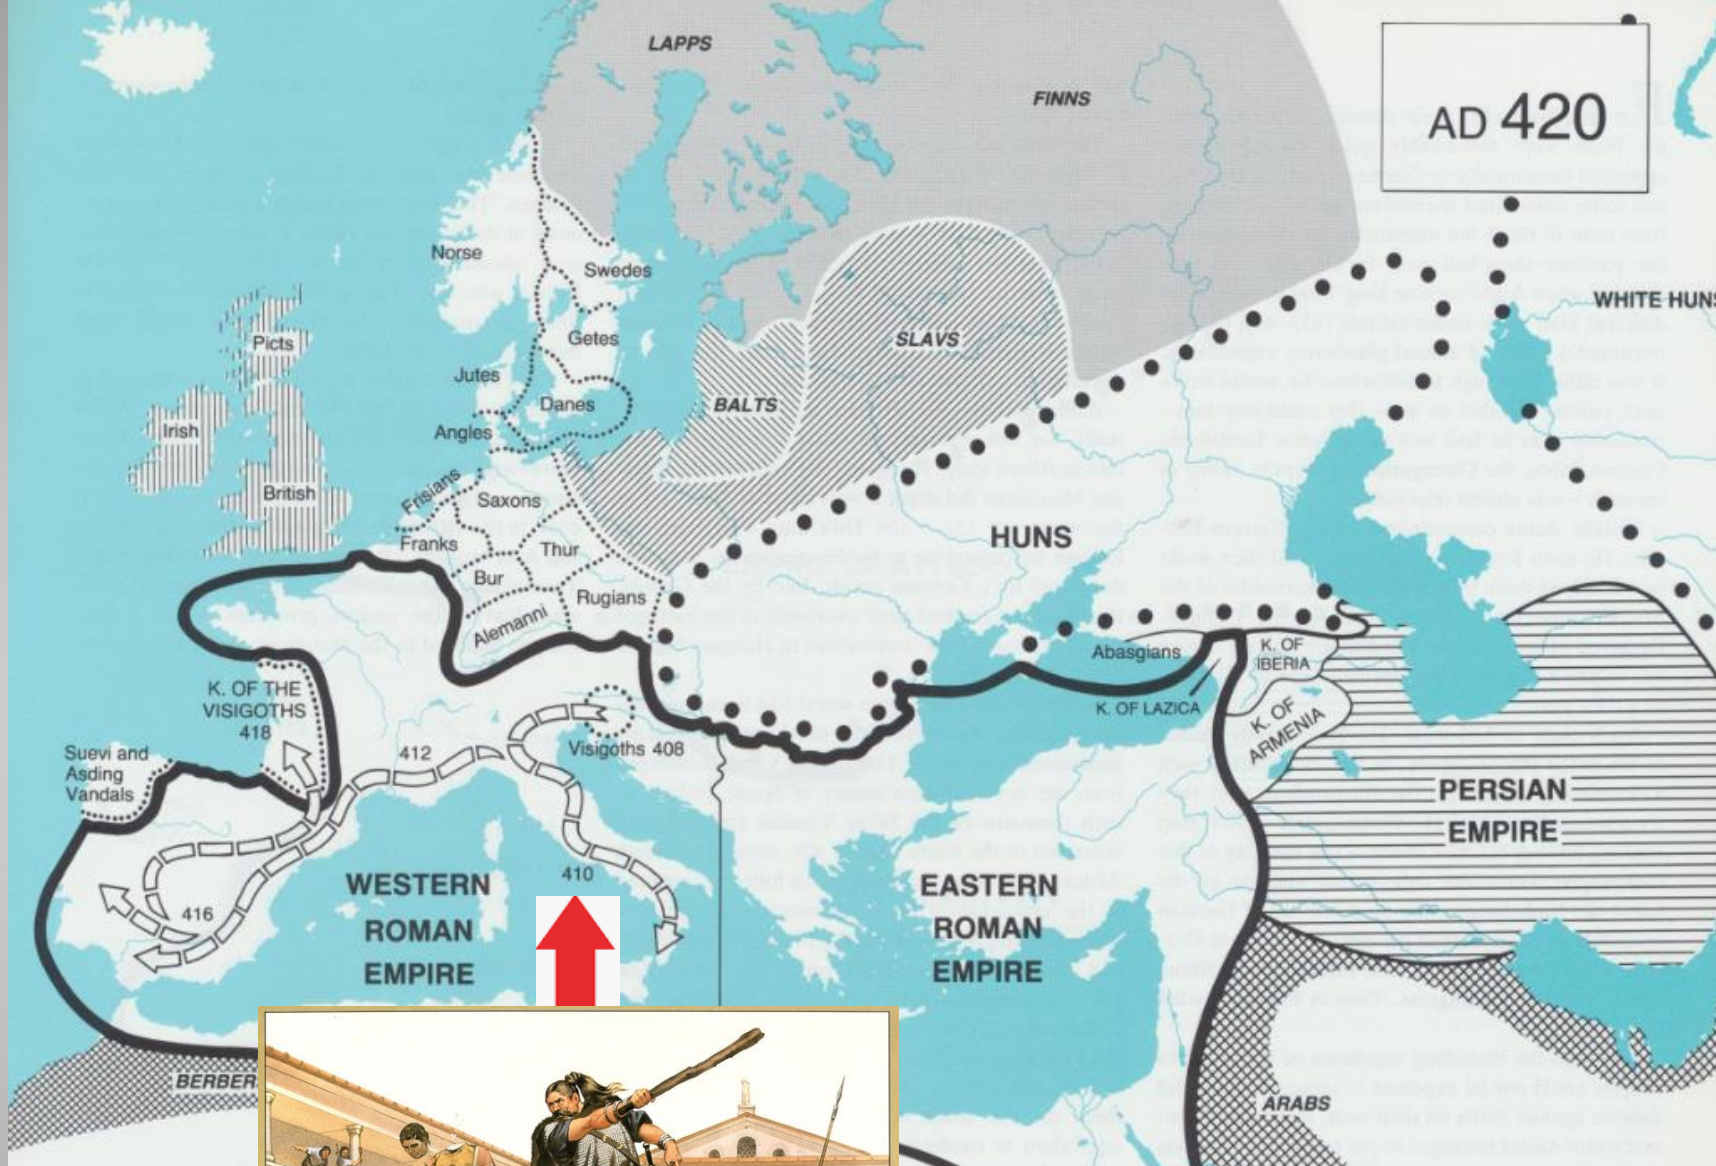 LAPPS
FINNS
AD 420
Norse
Swedes
WHITE HUNS
Picts
Getes
SLAVS
Jutes
Danes
BALTS
Irish
Angles
British
Frisians
Saxons
Franks
Thur
HUNS
Bur
Rugians
Alemanni
Abasgians
K. OF
IBERIA
K. OF THE
VISIGOTHS
418
K. OF LAZICA
K. OF
ARMENIA
Suevi and
Asding
Vandals
412
Visigoths 408
PERSIAN
EMPIRE
410
WESTERN
ROMAN
EMPIRE
EASTERN
ROMAN
EMPIRE
416
BERBERS
ARABS